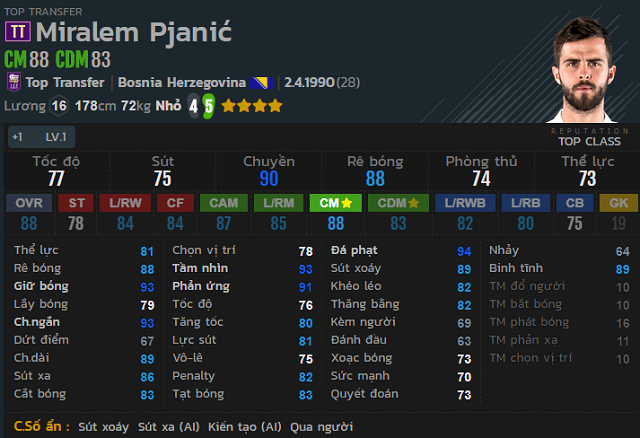 TOP TRANSFER
TT Miralem Pjanić
CM 88 CDM 83
Top Transfer Bosnia Herzegovina 2.4.1990 (28)
Lương 16 178cm 72kg Nhỏ 4 5
REPUTATION
+1 LV.1 TOP CLASS
Tốc độ Sút Chuyền Rê bóng Phòng thủ Thể lực
77 75 90 88 74 73
OVR ST L/RW CF CAM L/RM CM CDM L/RWB L/RB CB GK
88 78 84 84 87 85 88 83 82 80 75 19
Thể lực 81 Chọn vị trí 78 Đá phạt 94 Nhảy 64
Rê bóng 88 Tầm nhìn 93 Sút xoáy 89 Bình tĩnh 89
Giữ bóng 93 Phản ứng 91 Khéo léo 82 TM đổ người 10
Lấy bóng 79 Tốc độ 76 Thăng bằng 82 TM bắt bóng 10
Ch.ngắn 93 Tăng tốc 80 Kèm người 69 TM phát bóng 16
Dứt điểm 67 Lực sút 81 Đánh đầu 63 TM phản xạ 11
Ch.dài 89 Vô-lê 75 Xoạc bóng 73 TM chọn vị trí 10
Sút xa 86 Penalty 82 Sức mạnh 70
Cắt bóng 83 Tạt bóng 83 Quyết đoán 73
C.Số ẩn : Sút xoáy Sút xa (AI) Kiến tạo (AI) Qua người